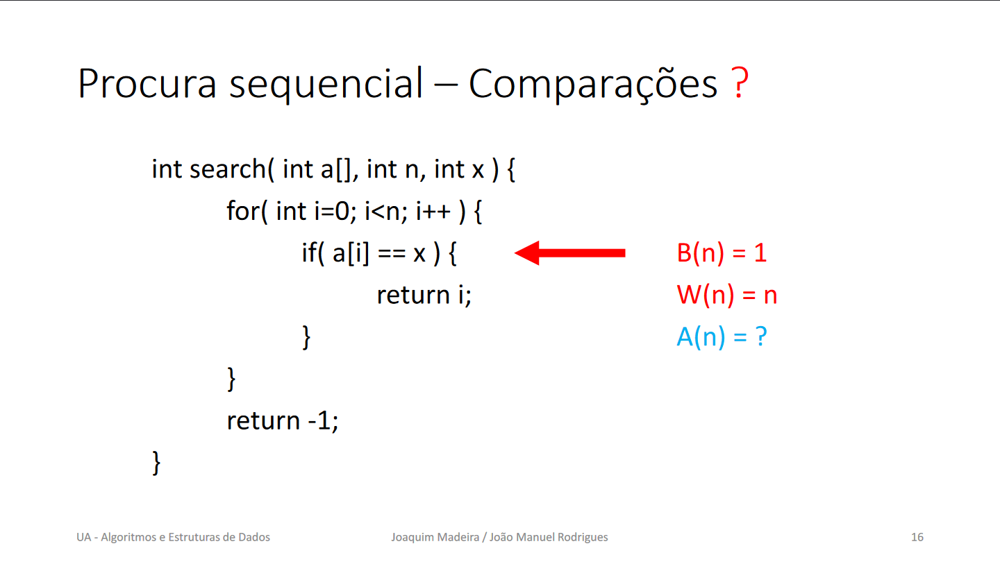 Procura sequencial – Comparações ?
int search( int a[], int n, int x ) {
for( int i=0; i<n; i++ ) {
if( a[i] == x ) { B(n) = 1
return i; W(n) = n
} A(n) = ?
}
return -1;
}
UA - Algoritmos e Estruturas de Dados Joaquim Madeira / João Manuel Rodrigues 16